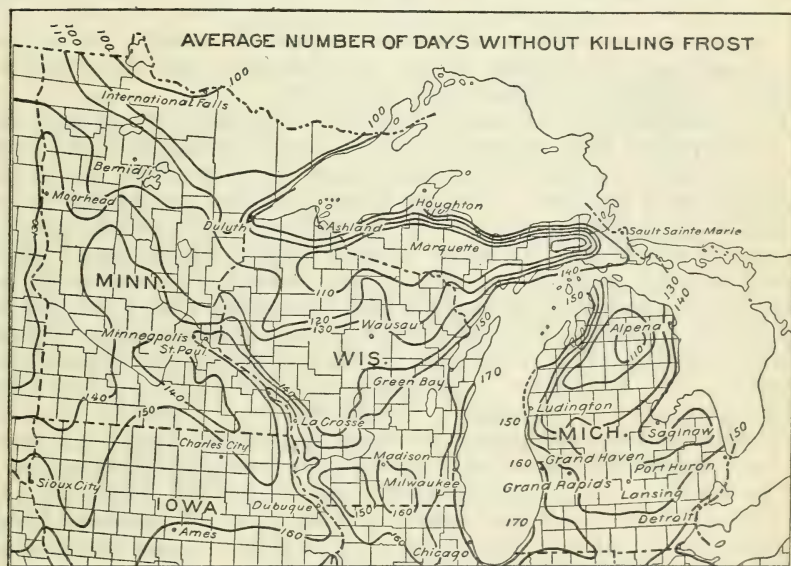 AVERAGE NUMBER OF DAYS WITHOUT KILLING FROST
100
100
110
100
International Falls
100
Bemidji
Moorhead
Houghton
Duluth
Ashland
Marquette
Sault Sainte Marie
MINN
110
140
130
140
150
120
130
Wausau
150
Alpena
110
Minneapolis
St. Paul
WIS.
160
170
Green Bay
140
140
150
La Crosse
Ludington
150
MICH.
Saginaw
150
Charles City
Madison
160
Grand Haven
Port Huron
Sioux City
Milwaukee
Grand Rapids
Lansing
IOWA
Dubuque
150
160
170
Detroit
Ames
160
160
Chicago